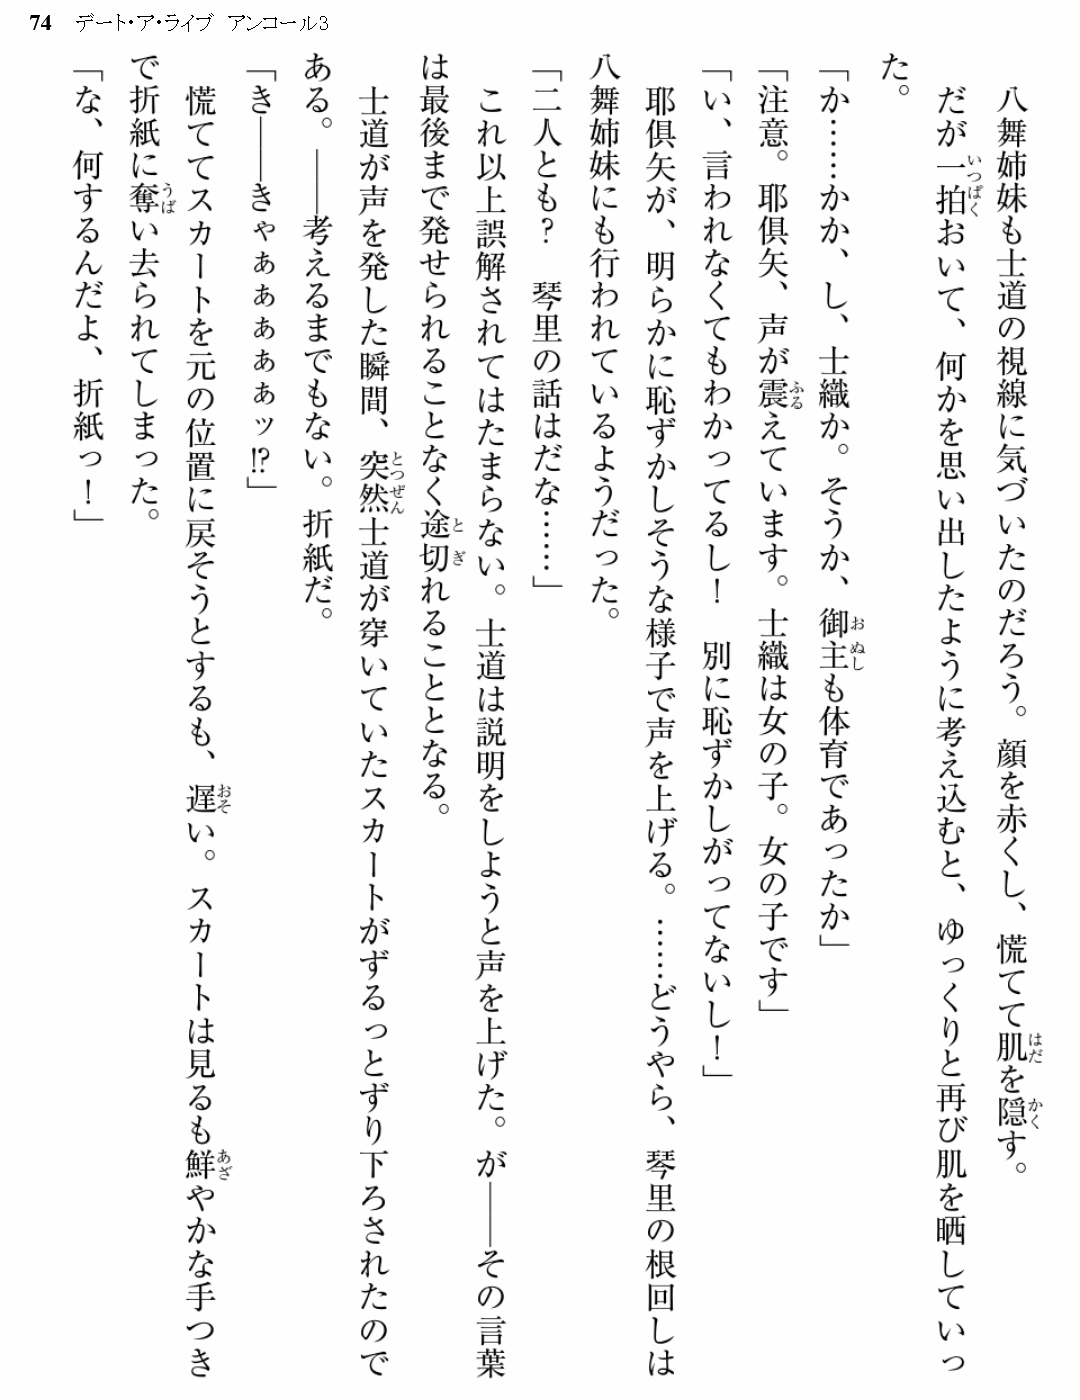 74 デート・ア・ライブ アンコール3
八舞姉妹も士道の視線に気づいたのだろう。顔を赤くし、慌てて肌を隠す。
だが一拍おいて、何かを思い出したように考え込むと、ゆっくりと再び肌を晒していっ
た。
「か……かか、し、士織か。そうか、御主も体育であったか」
「注意。耶倶矢、声が震えています。士織は女の子。女の子です」
「い、言われなくてもわかってるし！　別に恥ずかしがってないし！」
耶倶矢が、明らかに恥ずかしそうな様子で声を上げる。……どうやら、琴里の根回しは
八舞姉妹にも行われているようだった。
「二人とも？　琴里の話はだな……」
これ以上誤解されてはたまらない。士道は説明をしようと声を上げた。が――その言葉
は最後まで発せられることなく途切れることとなる。
士道が声を発した瞬間、突然士道が穿いていたスカートがずるっとずり下ろされたので
ある。――考えるまでもない。折紙だ。
「き――きゃぁぁぁぁぁッ!?」
慌ててスカートを元の位置に戻そうとするも、遅い。スカートは見るも鮮やかな手つき
で折紙に奪い去られてしまった。
「な、何するんだよ、折紙っ！」